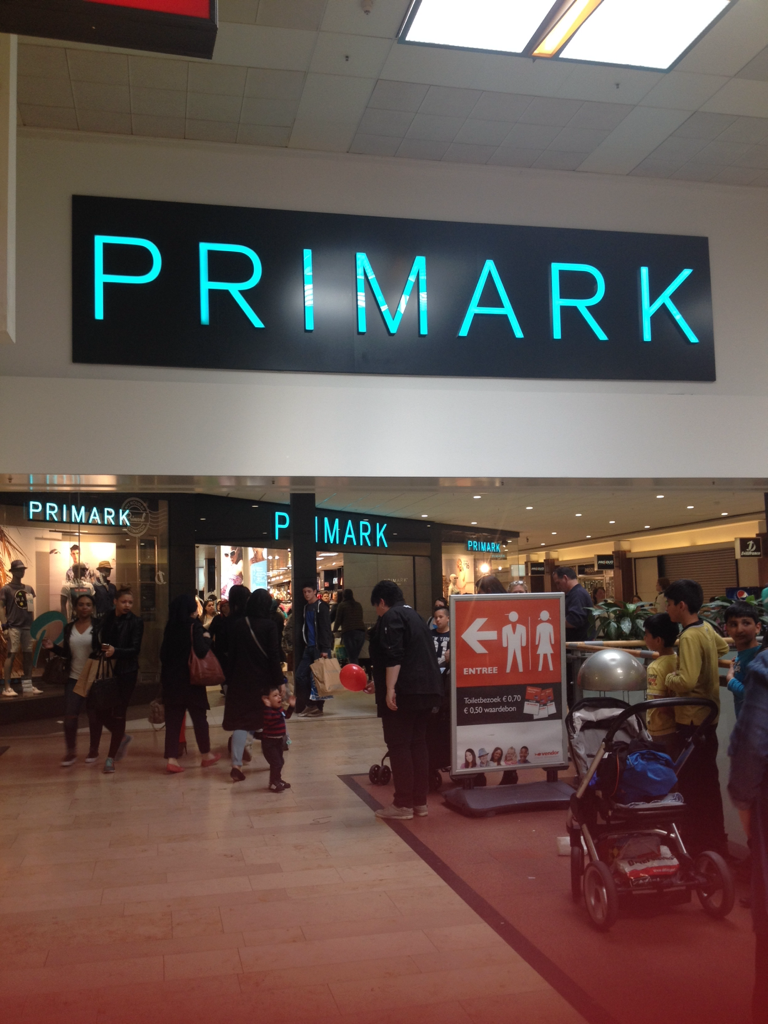 PRIMARK
PRIMARK
PRIMARK
PRIMARK
ENTREE
Toiletbezoek € 0,70
€ 0,50 waardebon